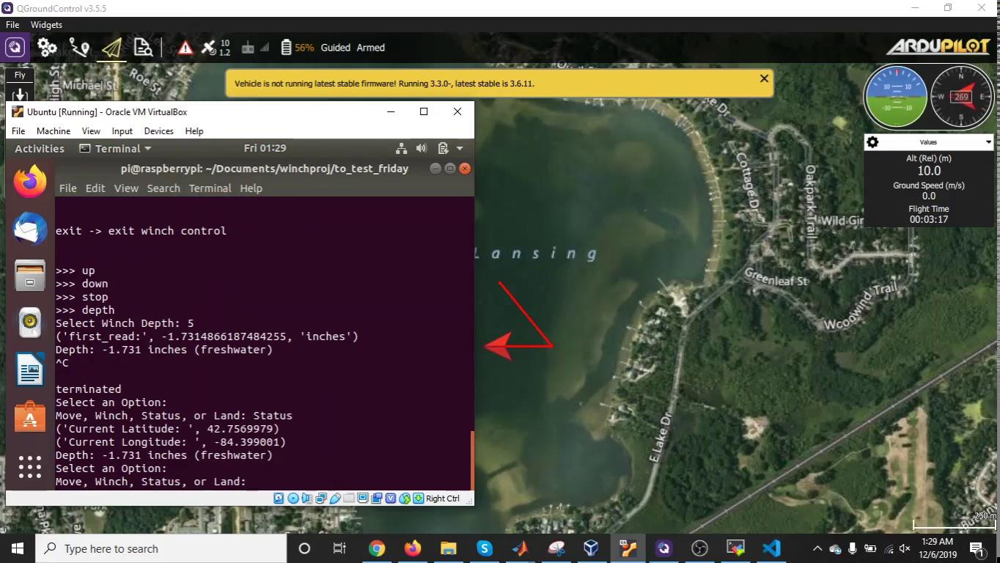 QGroundControl v3.5.5
File Widgets
10
1.2
56% Guided Armed
ARDUPILOT
Fly
Michael St
Roe St
Vehicle is not running latest stable firmware! Running 3.3.0-, latest stable is 3.6.11.
N
W 269 E
S
10 10
-10 -10
Values
Alt (Rel) (m)
10.0
Ground Speed (m/s)
0.0
Flight Time
00:03:17
Ubuntu [Running] - Oracle VM VirtualBox
File Machine View Input Devices Help
Activities Terminal Fri 01:29
pi@raspberrypi: ~/Documents/winchproj/to_test_friday
File Edit View Search Terminal Help
exit -> exit winch control
>>> up
>>> down
>>> stop
>>> depth
Select Winch Depth: 5
('first_read:', -1.7314866187484255, 'inches')
Depth: -1.731 inches (freshwater)
^C
terminated
Select an Option:
Move, Winch, Status, or Land: Status
('Current Latitude: ', 42.7569979)
('Current Longitude: ', -84.399001)
Depth: -1.731 inches (freshwater)
Select an Option:
Move, Winch, Status, or Land:
Right Ctrl
Lansing
Cottage Dr
Oakpark Trail
Greenleaf St
Woodwind Trail
E Lake Dr
250 m
Type here to search
1:29 AM
12/6/2019
1